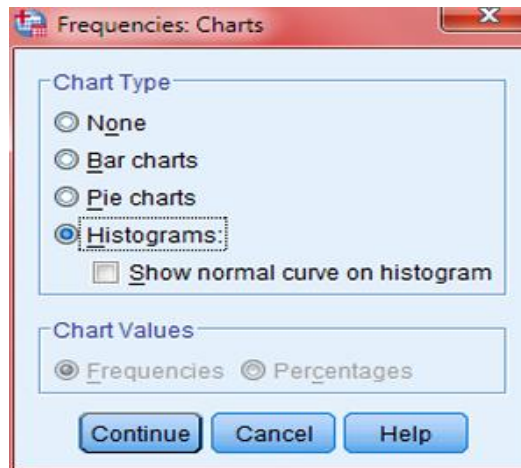 Frequencies: Charts
Chart Type
None
Bar charts
Pie charts
Histograms:
Show normal curve on histogram
Chart Values
Frequencies Percentages
Continue Cancel Help